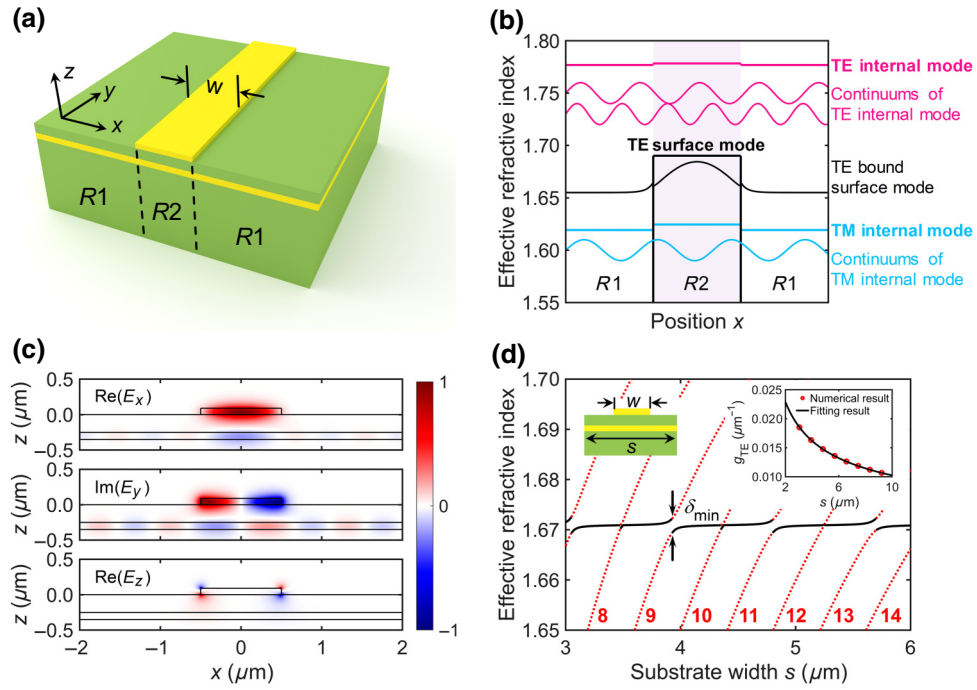 (a)
z
y
x
w
R1
R2
R1
(b)
Effective refractive index
1.80
1.75
1.70
1.65
1.60
1.55
TE surface mode
R1
R2
R1
Position x
TE internal mode
Continuums of
TE internal mode
TE bound
surface mode
TM internal mode
Continuums of
TM internal mode
(c)
z (μm)
0.5
0.0
−0.5
Re(Eₓ)
z (μm)
0.5
0.0
−0.5
Im(E_y)
z (μm)
0.5
0.0
−0.5
Re(E_z)
−2
−1
0
1
2
x (μm)
1
0
−1
(d)
Effective refractive index
1.70
1.69
1.68
1.67
1.66
1.65
w
s
δ_min
g_TE (μm⁻¹)
0.025
0.020
0.015
0.010
Numerical result
Fitting result
2
6
10
s (μm)
8
9
10
11
12
13
14
3
4
5
6
Substrate width s (μm)